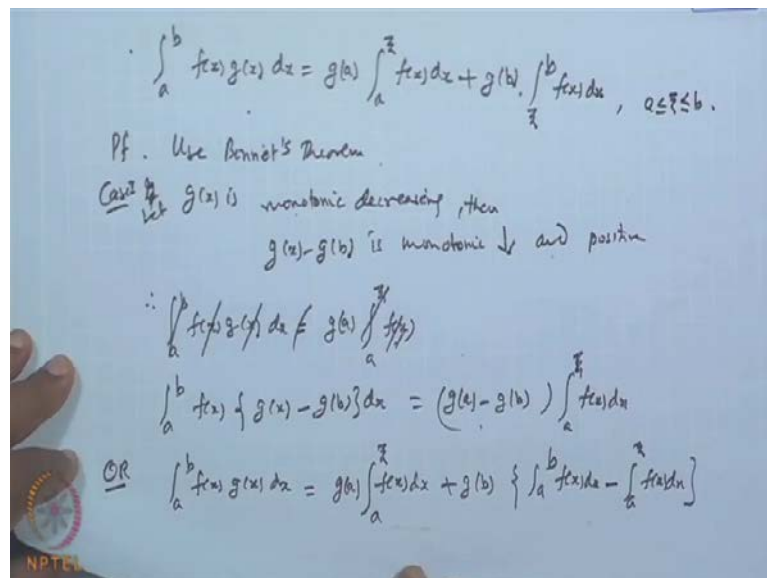 ∫_a^b f(x) g(x) dx = g(a) ∫_a^ξ f(x) dx + g(b). ∫_ξ^b f(x) dx , a ≤ ξ ≤ b.
Pf. Use Bonnet's Theorem
Case I If Let g(x) is monotonic decreasing, then
g(x) - g(b) is monotonic ↓ and positive
∴ ∫_a^b f(x) g(x) dx = g(a) ∫_a^ξ f(x)
∫_a^b f(x) { g(x) - g(b) } dx = (g(a) - g(b) ) ∫_a^ξ f(x) dx
OR ∫_a^b f(x) g(x) dx = g(a) ∫_a^ξ f(x) dx + g(b) { ∫_a^b f(x) dx - ∫_a^ξ f(x) dx }
NPTEL